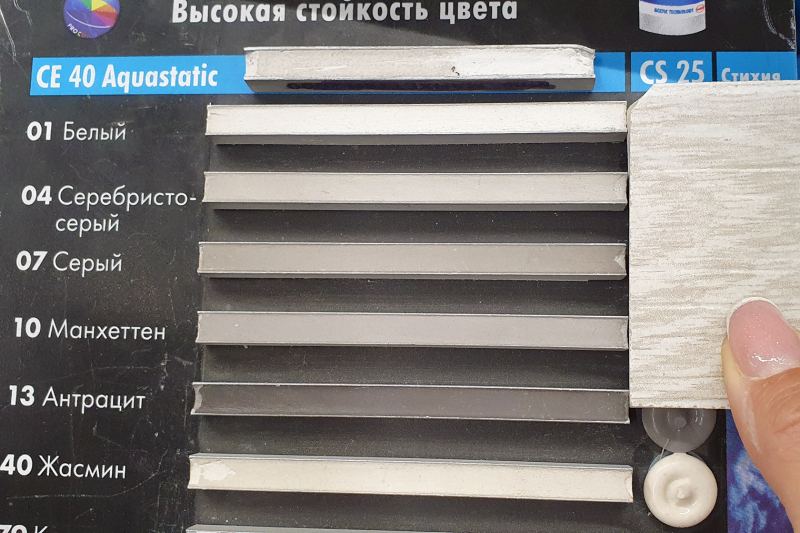 Высокая стойкость цвета
CE 40 Aquastatic
CS 25
Стихия
01 Белый
04 Серебристо-
серый
07 Серый
10 Манхеттен
13 Антрацит
40 Жасмин